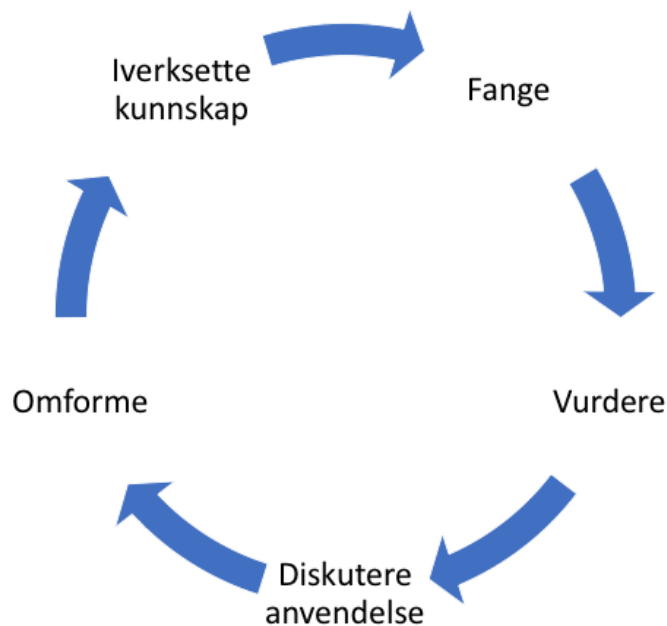 Iverksette
kunnskap
Fange
Vurdere
Diskutere
anvendelse
Omforme